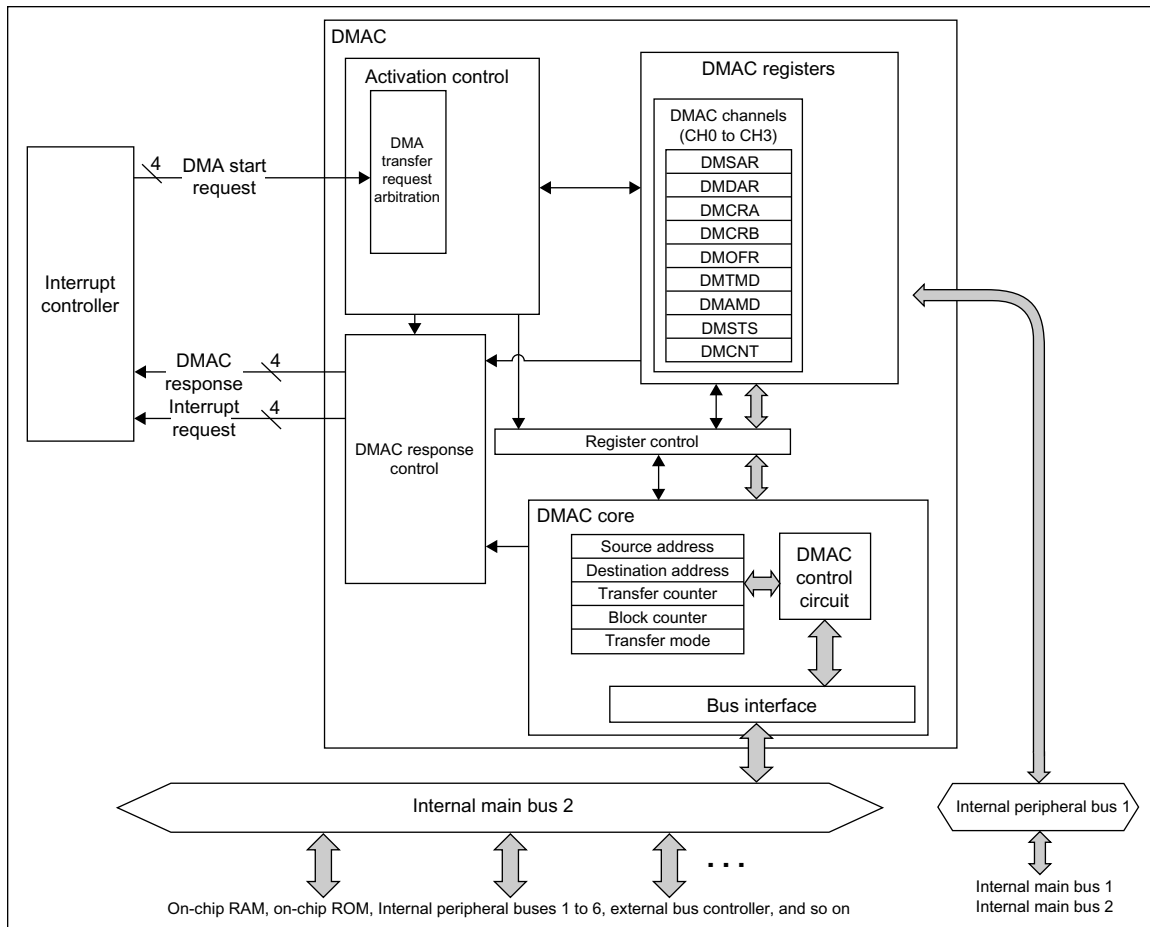 DMAC
Activation control
DMA
transfer
request
arbitration
DMAC registers
DMAC channels
(CH0 to CH3)
DMSAR
DMDAR
DMCRA
DMCRB
DMOFR
DMTMD
DMAMD
DMSTS
DMCNT
4
DMA start
request
Interrupt
controller
DMAC
response
4
Interrupt
request
4
DMAC response
control
Register control
DMAC core
Source address
Destination address
Transfer counter
Block counter
Transfer mode
DMAC
control
circuit
Bus interface
Internal main bus 2
Internal peripheral bus 1
. . .
On-chip RAM, on-chip ROM, Internal peripheral buses 1 to 6, external bus controller, and so on
Internal main bus 1
Internal main bus 2